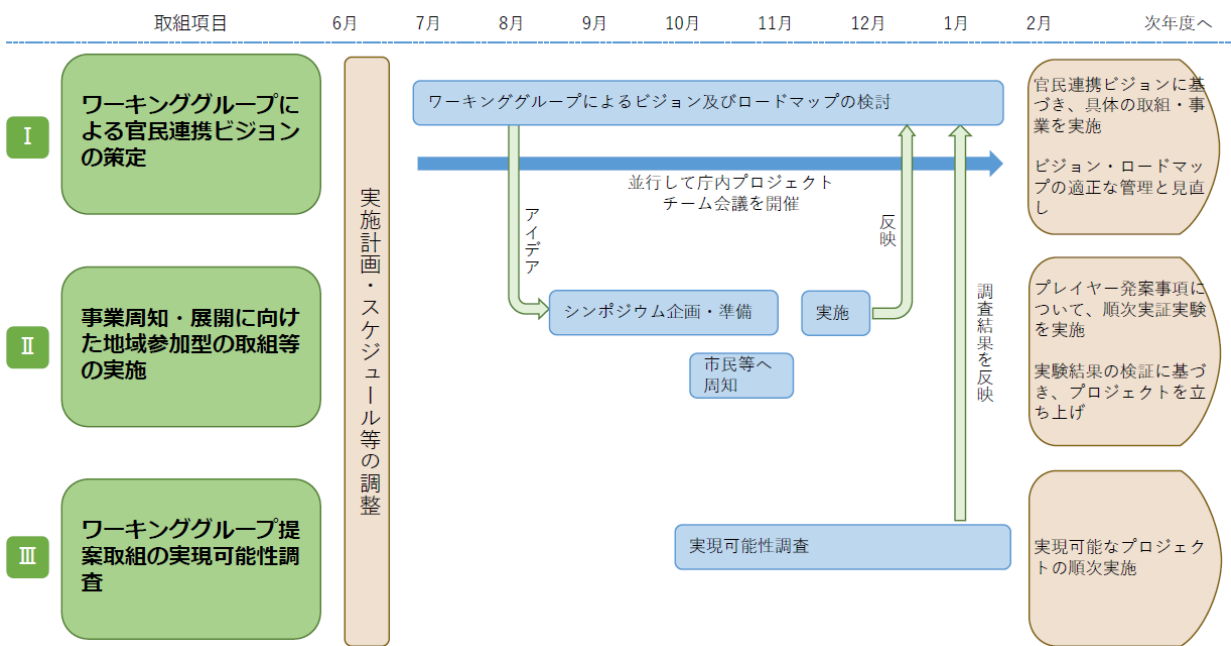 取組項目 6月 7月 8月 9月 10月 11月 12月 1月 2月 次年度へ
Ⅰ
ワーキンググループに
よる官民連携ビジョン
の策定
実施計画・スケジュール等の調整
ワーキンググループによるビジョン及びロードマップの検討
並行して庁内プロジェクト
チーム会議を開催
アイデア
反映
官民連携ビジョンに基
づき、具体の取組・事
業を実施
ビジョン・ロードマッ
プの適正な管理と見直
し
Ⅱ
事業周知・展開に向け
た地域参加型の取組等
の実施
シンポジウム企画・準備
実施
市民等へ
周知
調査結果を反映
プレイヤー発案事項に
ついて、順次実証実験
を実施
実験結果の検証に基づ
き、プロジェクトを立
ち上げ
Ⅲ
ワーキンググループ提
案取組の実現可能性調
査
実現可能性調査
実現可能なプロジェク
トの順次実施